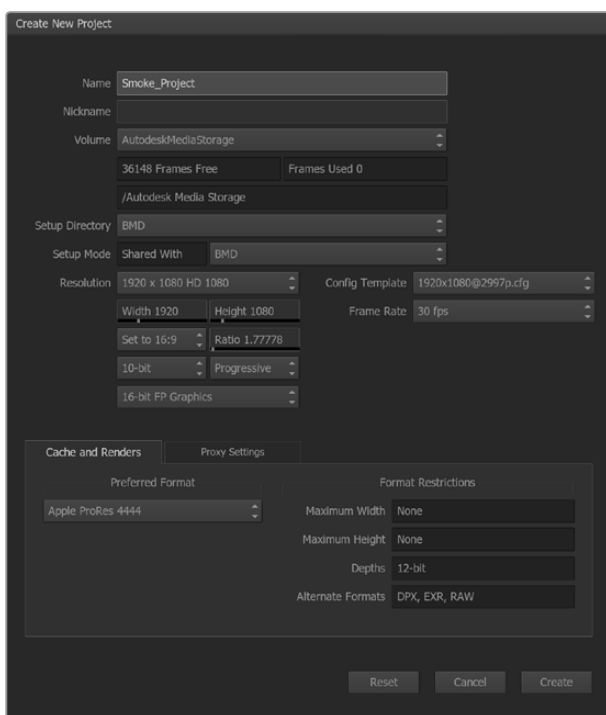 Create New Project
Name Smoke_Project
Nickname
Volume AutodeskMediaStorage
36148 Frames Free Frames Used 0
/Autodesk Media Storage
Setup Directory BMD
Setup Mode Shared With BMD
Resolution 1920 x 1080 HD 1080 Config Template 1920x1080@2997p.cfg
Width 1920 Height 1080 Frame Rate 30 fps
Set to 16:9 Ratio 1.77778
10-bit Progressive
16-bit FP Graphics
Cache and Renders Proxy Settings
Preferred Format Format Restrictions
Apple ProRes 4444 Maximum Width None
Maximum Height None
Depths 12-bit
Alternate Formats DPX, EXR, RAW
Reset Cancel Create